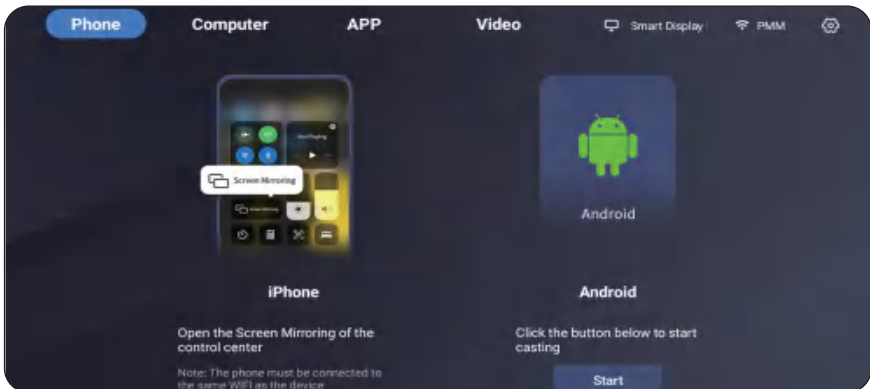 Phone
Computer
APP
Video
Smart Display
PMM
Screen Mirroring
Android
iPhone
Open the Screen Mirroring of the
control center
Note: The phone must be connected to
the same WIFI as the device
Android
Click the button below to start
casting
Start